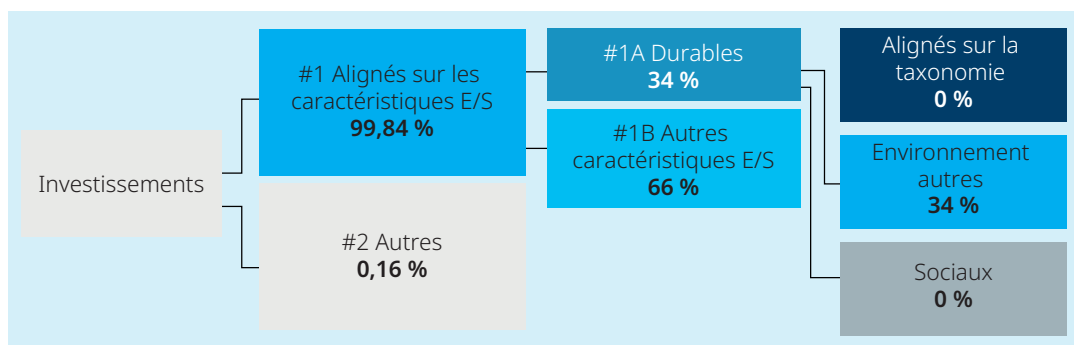 Investissements
#1 Alignés sur les
caractéristiques E/S
99,84 %
#2 Autres
0,16 %
#1A Durables
34 %
#1B Autres
caractéristiques E/S
66 %
Alignés sur la
taxonomie
0 %
Environnement
autres
34 %
Sociaux
0 %